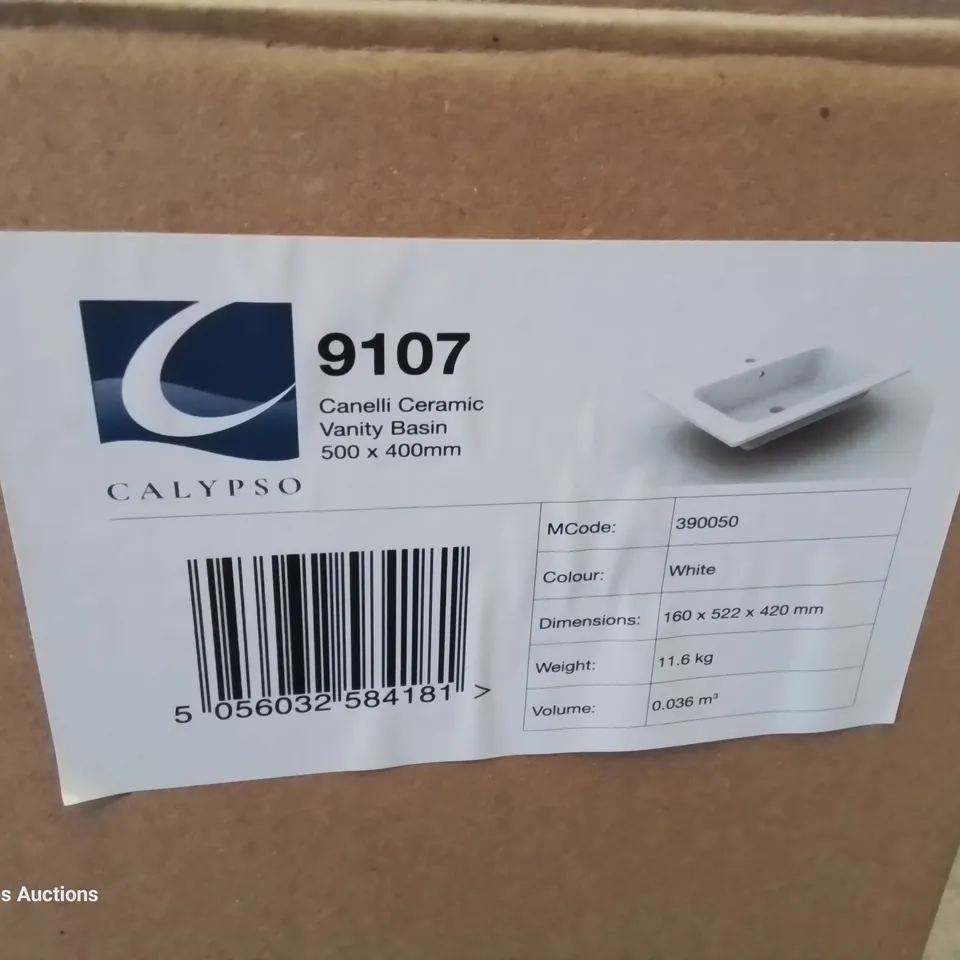 9107
Canelli Ceramic
Vanity Basin
500 x 400mm
CALYPSO
MCode: 390050
Colour: White
Dimensions: 160 x 522 x 420 mm
Weight: 11.6 kg
Volume: 0.036 m³
5 056032 584181 >
s Auctions